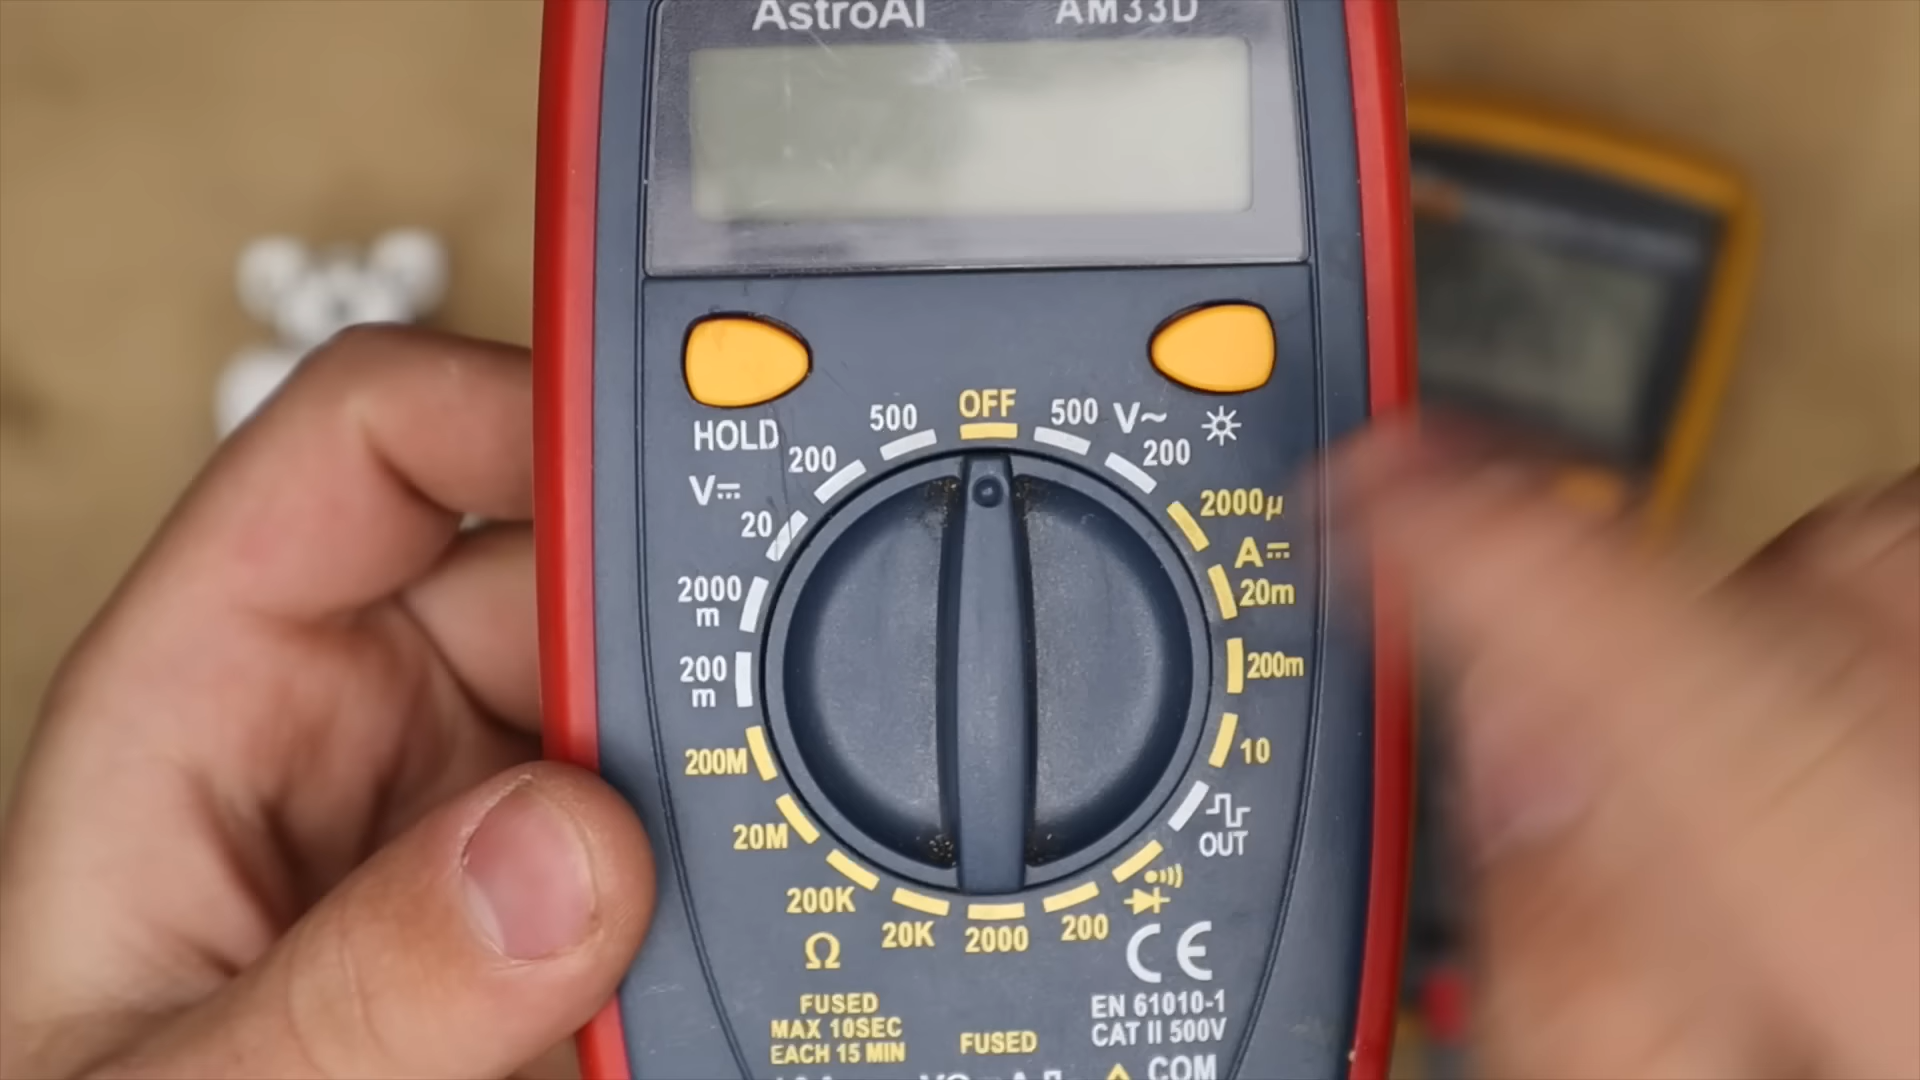 AstroAI AM33D
HOLD
OFF
500
200
V⎓
20
2000
m
200
m
500 V~
200
2000µ
A⎓
20m
200m
10
OUT
200M
20M
200K
20K
2000
200
Ω
CE
FUSED
MAX 10SEC
EACH 15 MIN
FUSED
EN 61010-1
CAT II 500V
COM